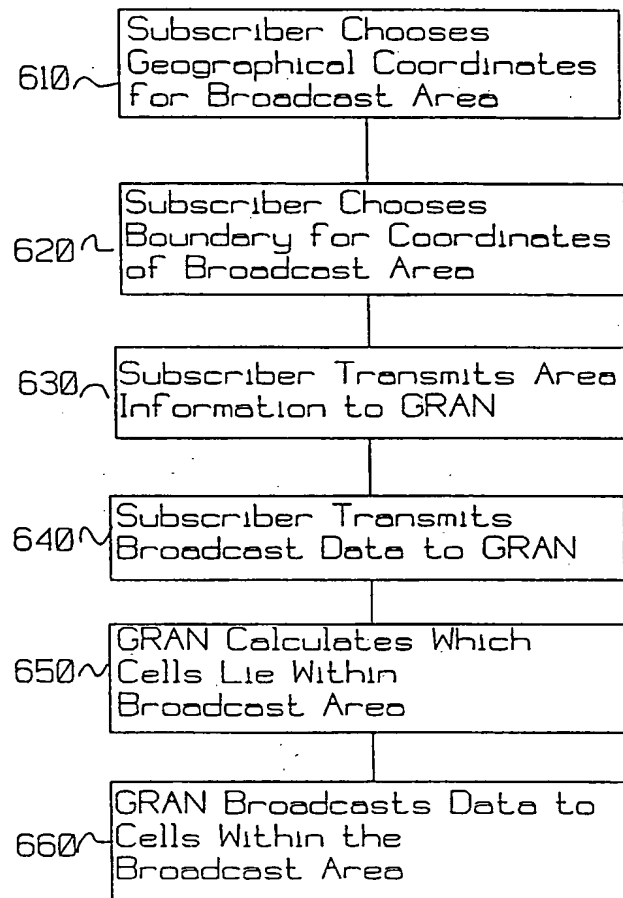 Subscriber Chooses
Geographical Coordinates
for Broadcast Area
610
Subscriber Chooses
Boundary for Coordinates
of Broadcast Area
620
Subscriber Transmits Area
Information to GRAN
630
Subscriber Transmits
Broadcast Data to GRAN
640
GRAN Calculates Which
Cells Lie Within
Broadcast Area
650
GRAN Broadcasts Data to
Cells Within the
Broadcast Area
660